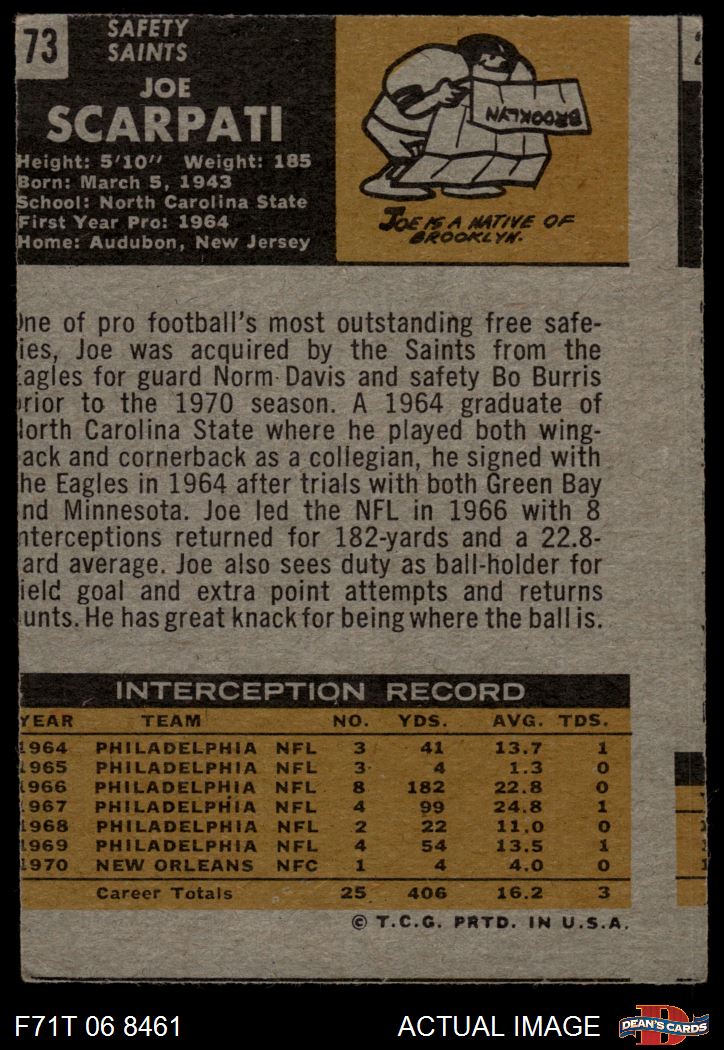 73
SAFETY
SAINTS
JOE
SCARPATI
Height: 5'10" Weight: 185
Born: March 5, 1943
School: North Carolina State
First Year Pro: 1964
Home: Audubon, New Jersey
BROOKLYN
JOE IS A NATIVE OF
BROOKLYN.
ne of pro football's most outstanding free safe-
ies, Joe was acquired by the Saints from the
agles for guard Norm Davis and safety Bo Burris
rior to the 1970 season. A 1964 graduate of
orth Carolina State where he played both wing-
ack and cornerback as a collegian, he signed with
he Eagles in 1964 after trials with both Green Bay
nd Minnesota. Joe led the NFL in 1966 with 8
nterceptions returned for 182-yards and a 22.8-
ard average. Joe also sees duty as ball-holder for
ield goal and extra point attempts and returns
unts. He has great knack for being where the ball is.
INTERCEPTION RECORD
YEAR TEAM NO. YDS. AVG. TDS.
1964 PHILADELPHIA NFL 3 41 13.7 1
1965 PHILADELPHIA NFL 3 4 1.3 0
1966 PHILADELPHIA NFL 8 182 22.8 0
1967 PHILADELPHIA NFL 4 99 24.8 1
1968 PHILADELPHIA NFL 2 22 11.0 0
1969 PHILADELPHIA NFL 4 54 13.5 1
1970 NEW ORLEANS NFC 1 4 4.0 0
Career Totals 25 406 16.2 3
© T.C.G. PRTD. IN U.S.A.
F71T 06 8461 ACTUAL IMAGE
D
DEAN'S CARDS